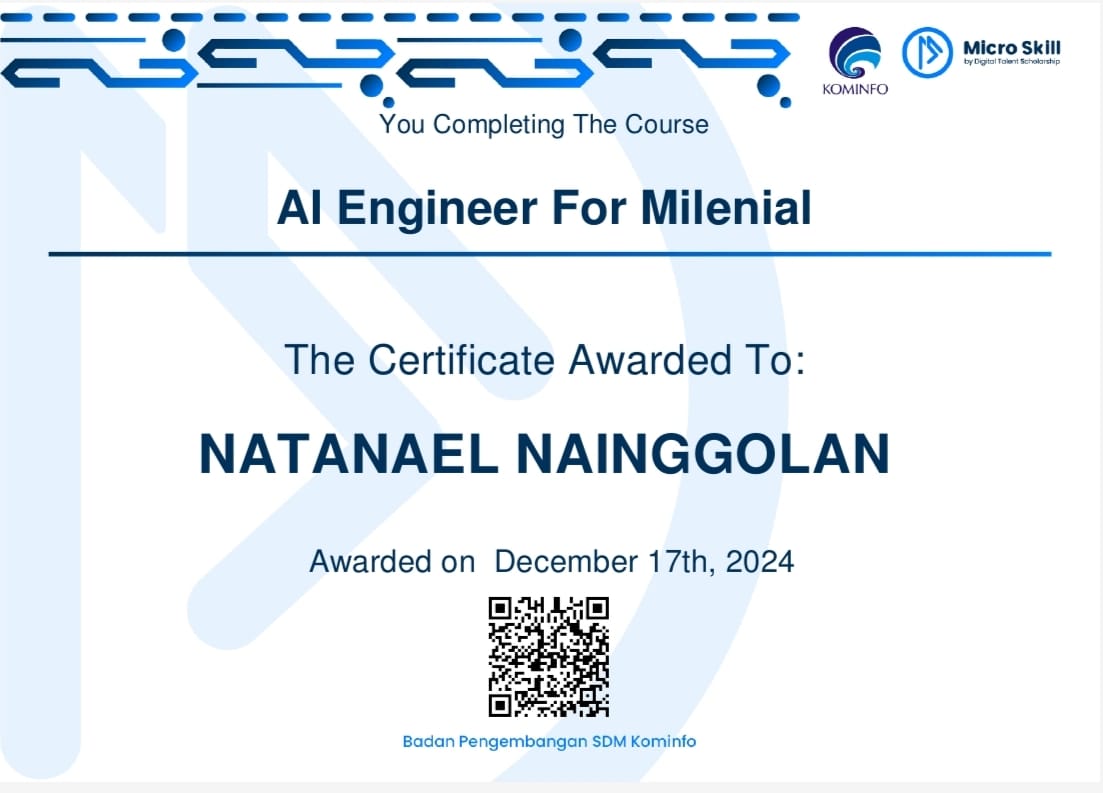 KOMINFO
Micro Skill
by Digital Talent Scholarship
You Completing The Course
AI Engineer For Milenial
The Certificate Awarded To:
NATANAEL NAINGGOLAN
Awarded on  December 17th, 2024
Badan Pengembangan SDM Kominfo